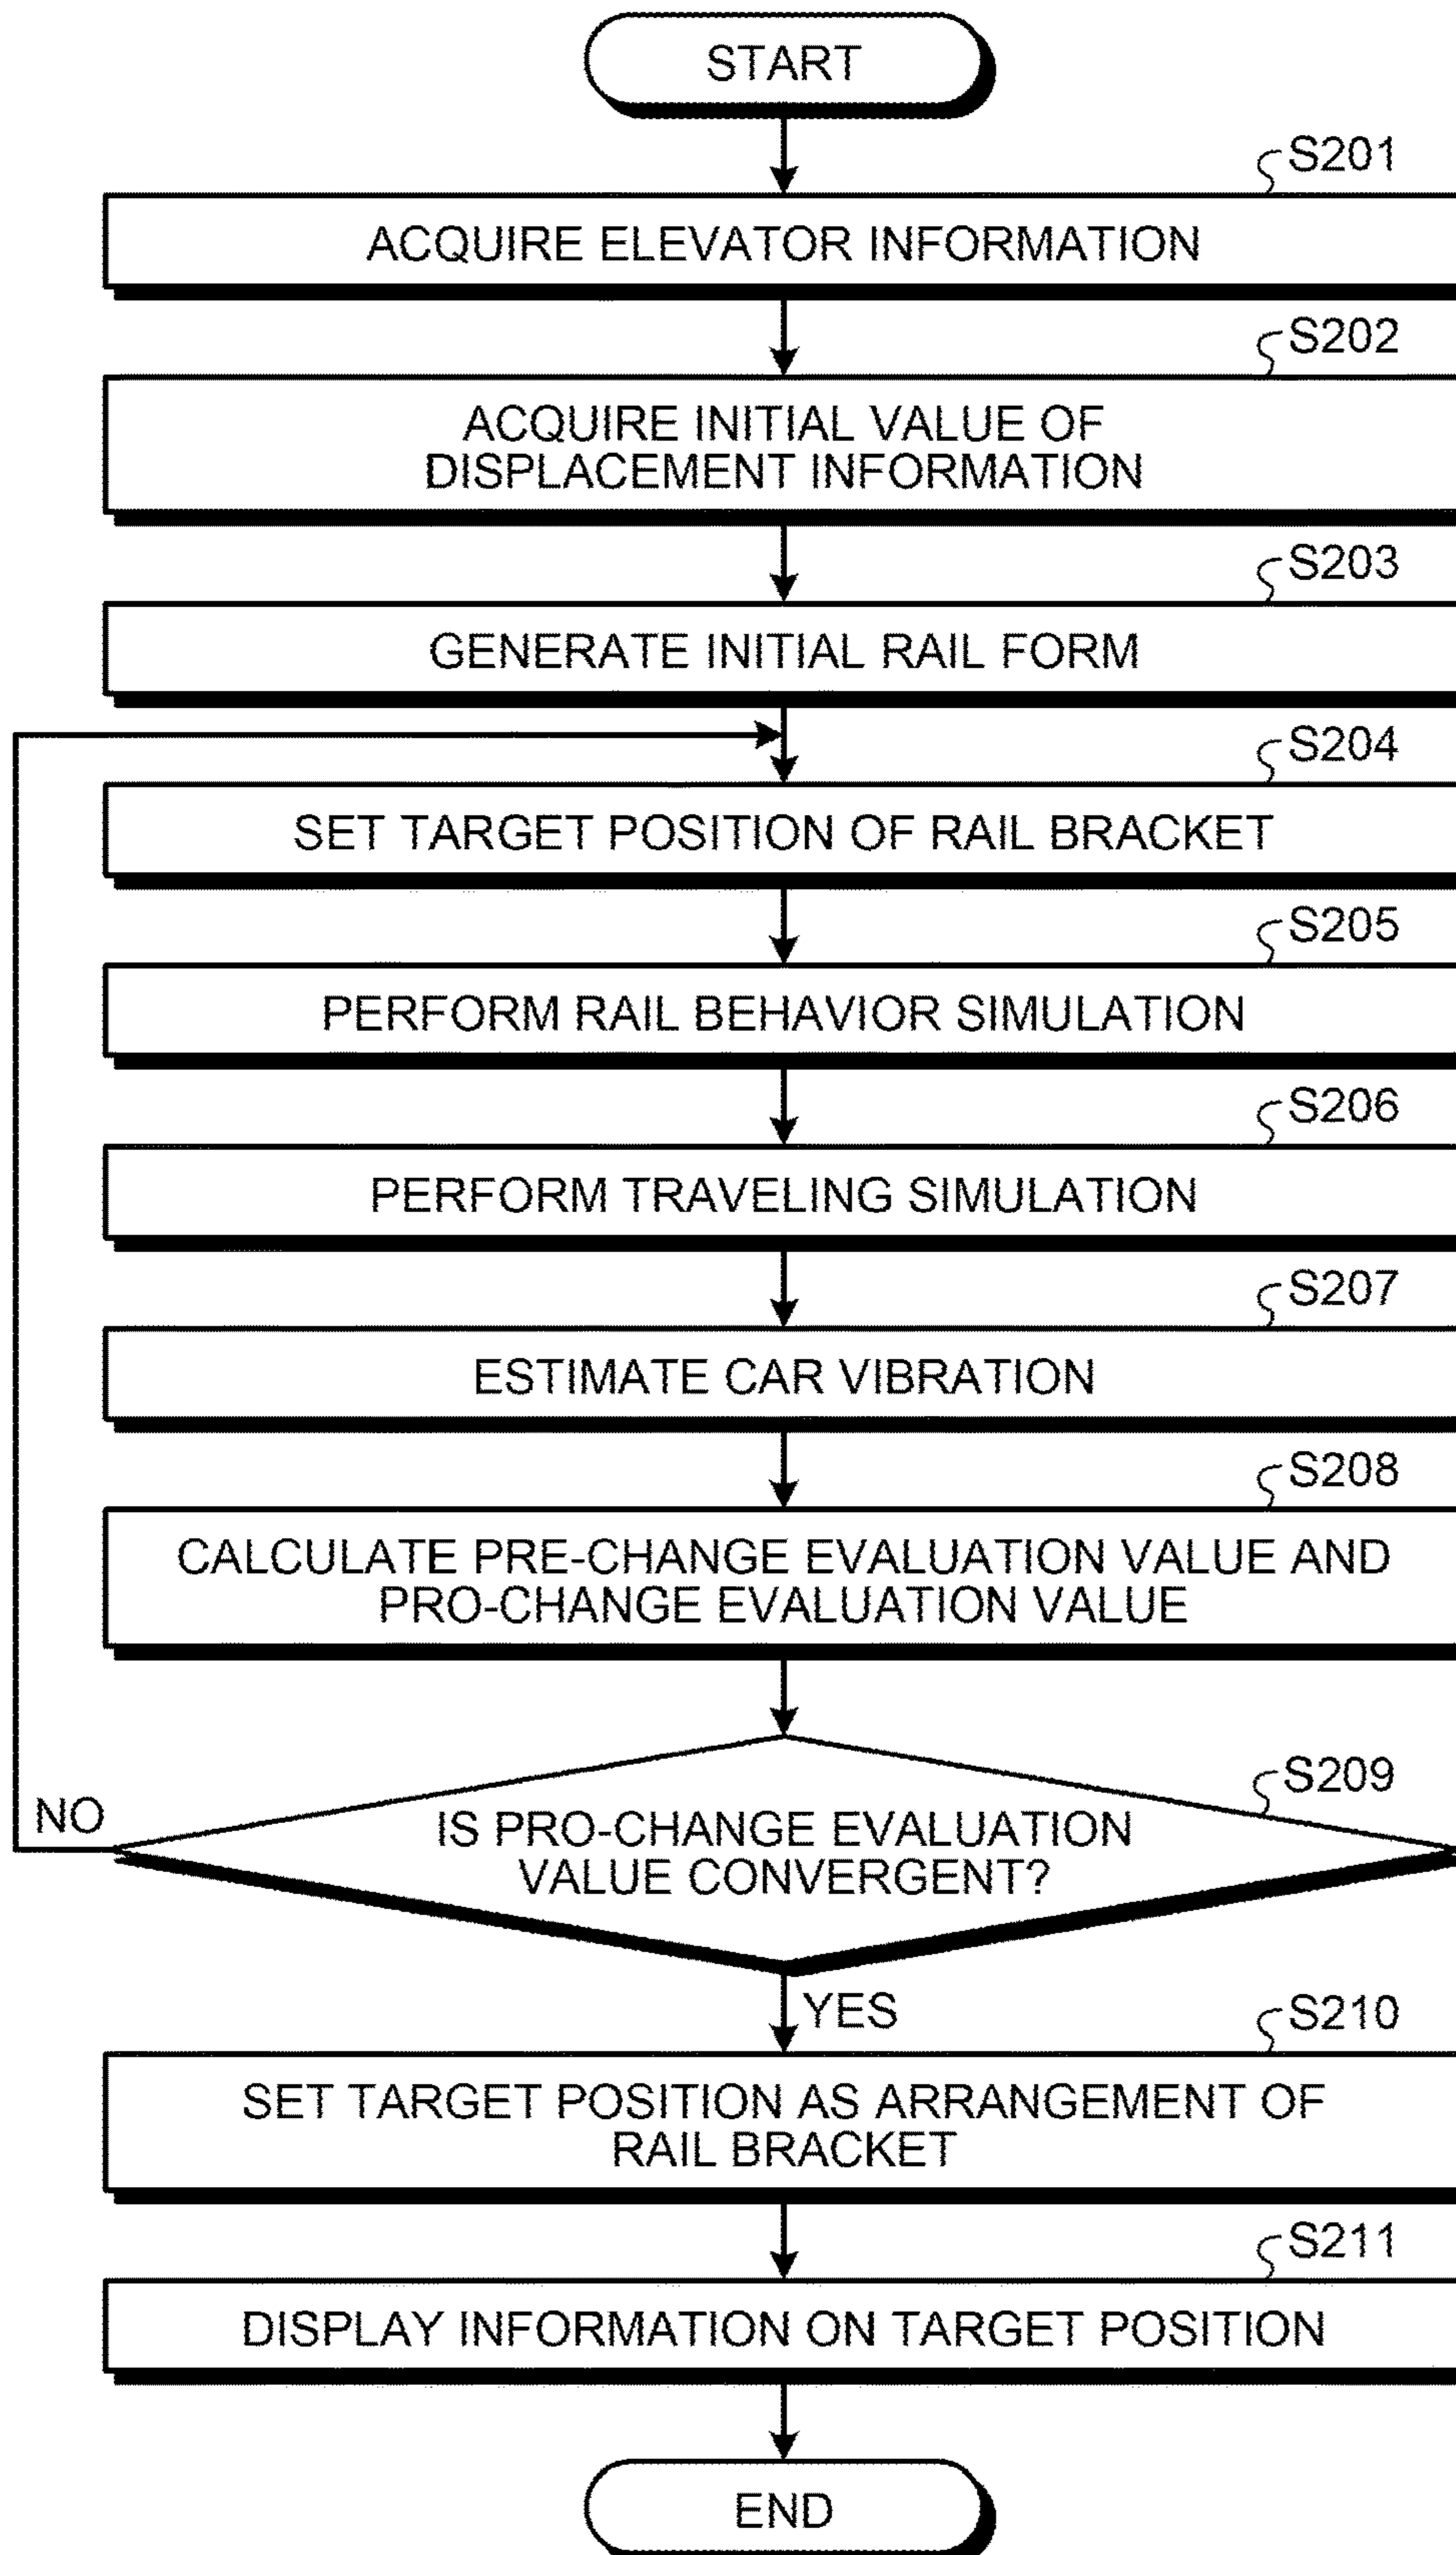 START
S201
ACQUIRE ELEVATOR INFORMATION
S202
ACQUIRE INITIAL VALUE OF
DISPLACEMENT INFORMATION
S203
GENERATE INITIAL RAIL FORM
S204
SET TARGET POSITION OF RAIL BRACKET
S205
PERFORM RAIL BEHAVIOR SIMULATION
S206
PERFORM TRAVELING SIMULATION
S207
ESTIMATE CAR VIBRATION
S208
CALCULATE PRE-CHANGE EVALUATION VALUE AND
PRO-CHANGE EVALUATION VALUE
S209
NO
IS PRO-CHANGE EVALUATION
VALUE CONVERGENT?
YES
S210
SET TARGET POSITION AS ARRANGEMENT OF
RAIL BRACKET
S211
DISPLAY INFORMATION ON TARGET POSITION
END